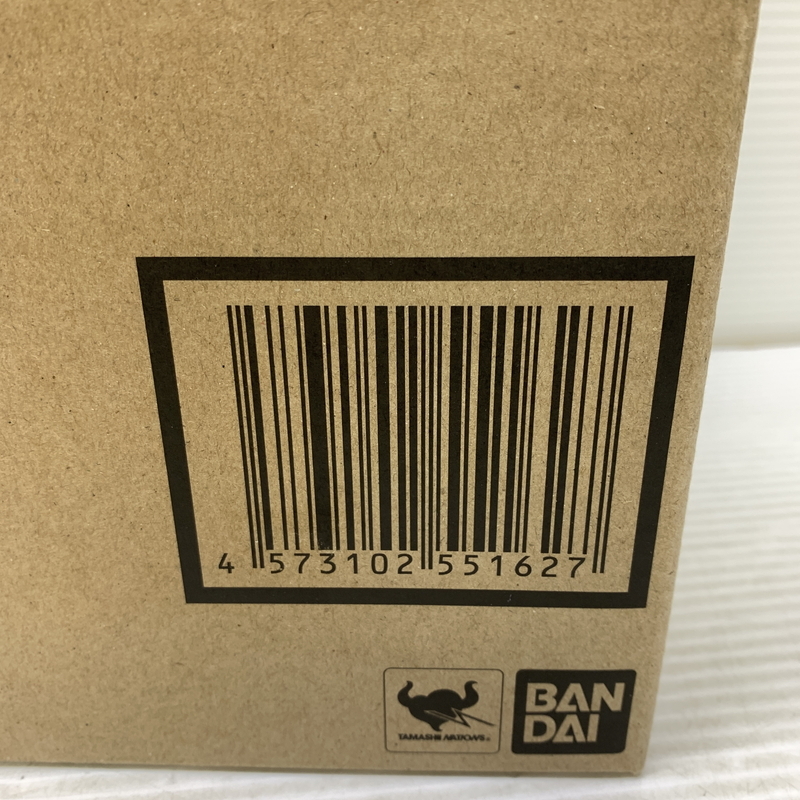 4 573102 551627
TAMASHII NATIONS
BAN
DAI